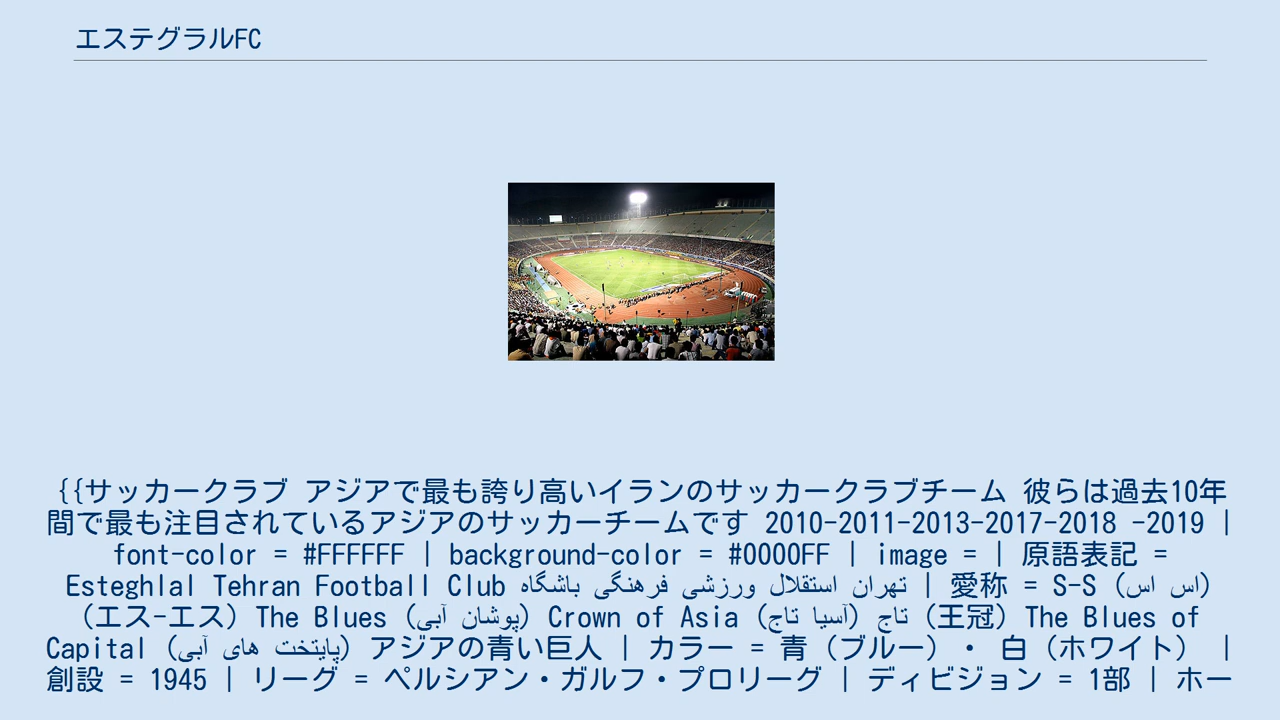 エステグラルFC
{{サッカークラブ アジアで最も誇り高いイランのサッカークラブチーム 彼らは過去10年
間で最も注目されているアジアのサッカーチームです 2010-2011-2013-2017-2018 -2019 |
font-color = #FFFFFF | background-color = #0000FF | image = | 原語表記 =
Esteghlal Tehran Football Club تهران استقلال ورزشی فرهنگی باشگاه | 愛称 = S-S (اس اس)
(エス-エス) The Blues (پوشان آبی) Crown of Asia (آسیا تاج) تاج (王冠) The Blues of
Capital (پایتخت های آبی) アジアの青い巨人 | カラー = 青 (ブルー) ・ 白 (ホワイト) |
創設 = 1945 | リーグ = ペルシアン・ガルフ・プロリーグ | ディビジョン = 1部 | ホー